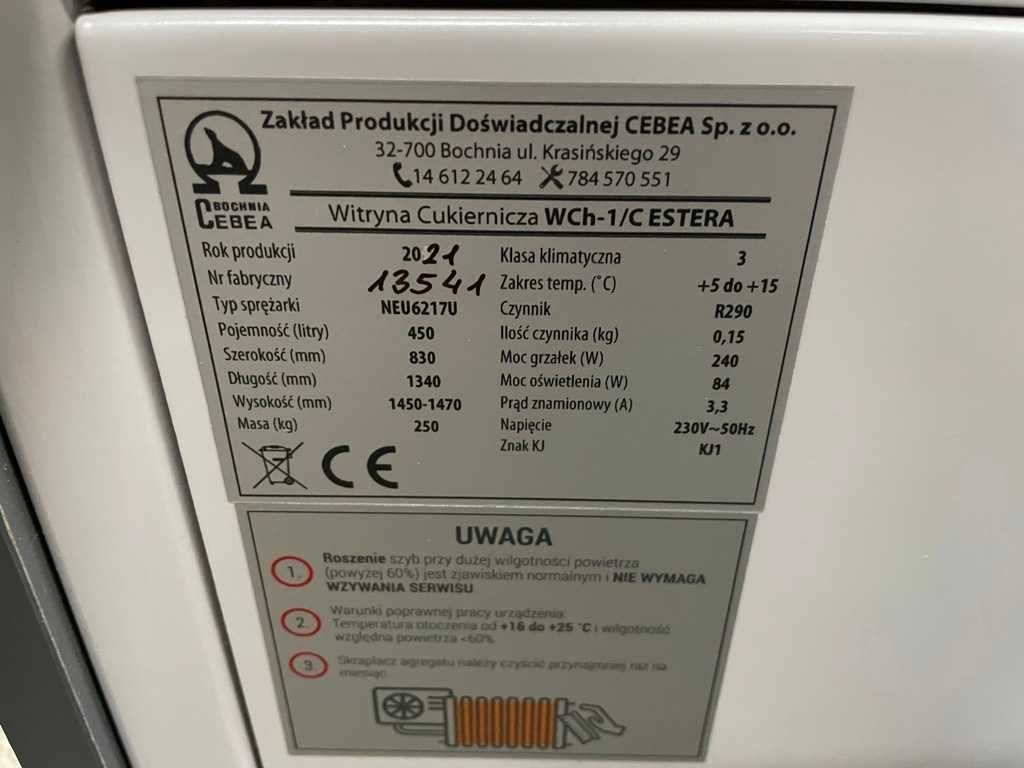 Zakład Produkcji Doświadczalnej CEBEA Sp. z o.o.
32-700 Bochnia ul. Krasińskiego 29
14 612 24 64 784 570 551
BOCHNIA
CEBEA
Witryna Cukiernicza WCh-1/C ESTERA
Rok produkcji 2021
Nr fabryczny 13541
Typ sprężarki NEU6217U
Pojemność (litry) 450
Szerokość (mm) 830
Długość (mm) 1340
Wysokość (mm) 1450-1470
Masa (kg) 250
Klasa klimatyczna 3
Zakres temp. (˚C) +5 do +15
Czynnik R290
Ilość czynnika (kg) 0,15
Moc grzałek (W) 240
Moc oświetlenia (W) 84
Prąd znamionowy (A) 3,3
Napięcie 230V~50Hz
Znak KJ KJ1
CE
UWAGA
1. Roszenie szyb przy dużej wilgotności powietrza
(powyżej 60%) jest zjawiskiem normalnym i NIE WYMAGA
WZYWANIA SERWISU
2. Warunki poprawnej pracy urządzenia:
Temperatura otoczenia od +16 do +25 ˚C i wilgotność
względna powietrza <60%
3. Skraplacz agregatu należy czyścić przynajmniej raz na
miesiąc.